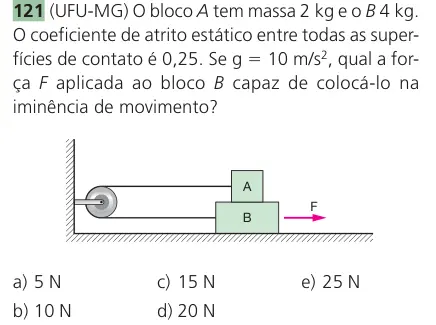 121 (UFU-MG) O bloco A tem massa 2 kg e o B 4 kg.
O coeficiente de atrito estático entre todas as super-
fícies de contato é 0,25. Se g = 10 m/s², qual a for-
ça F aplicada ao bloco B capaz de colocá-lo na
iminência de movimento?
A
F
B
a) 5 N c) 15 N e) 25 N
b) 10 N d) 20 N